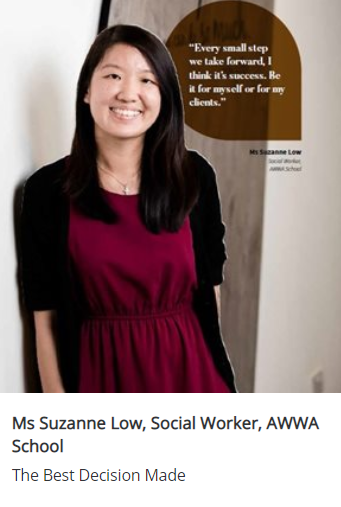 “Every small step
we take forward, I
think it’s success. Be
it for myself or for my
clients.”
Ms Suzanne Low
Social Worker,
AWWA School
Ms Suzanne Low, Social Worker, AWWA
School
The Best Decision Made